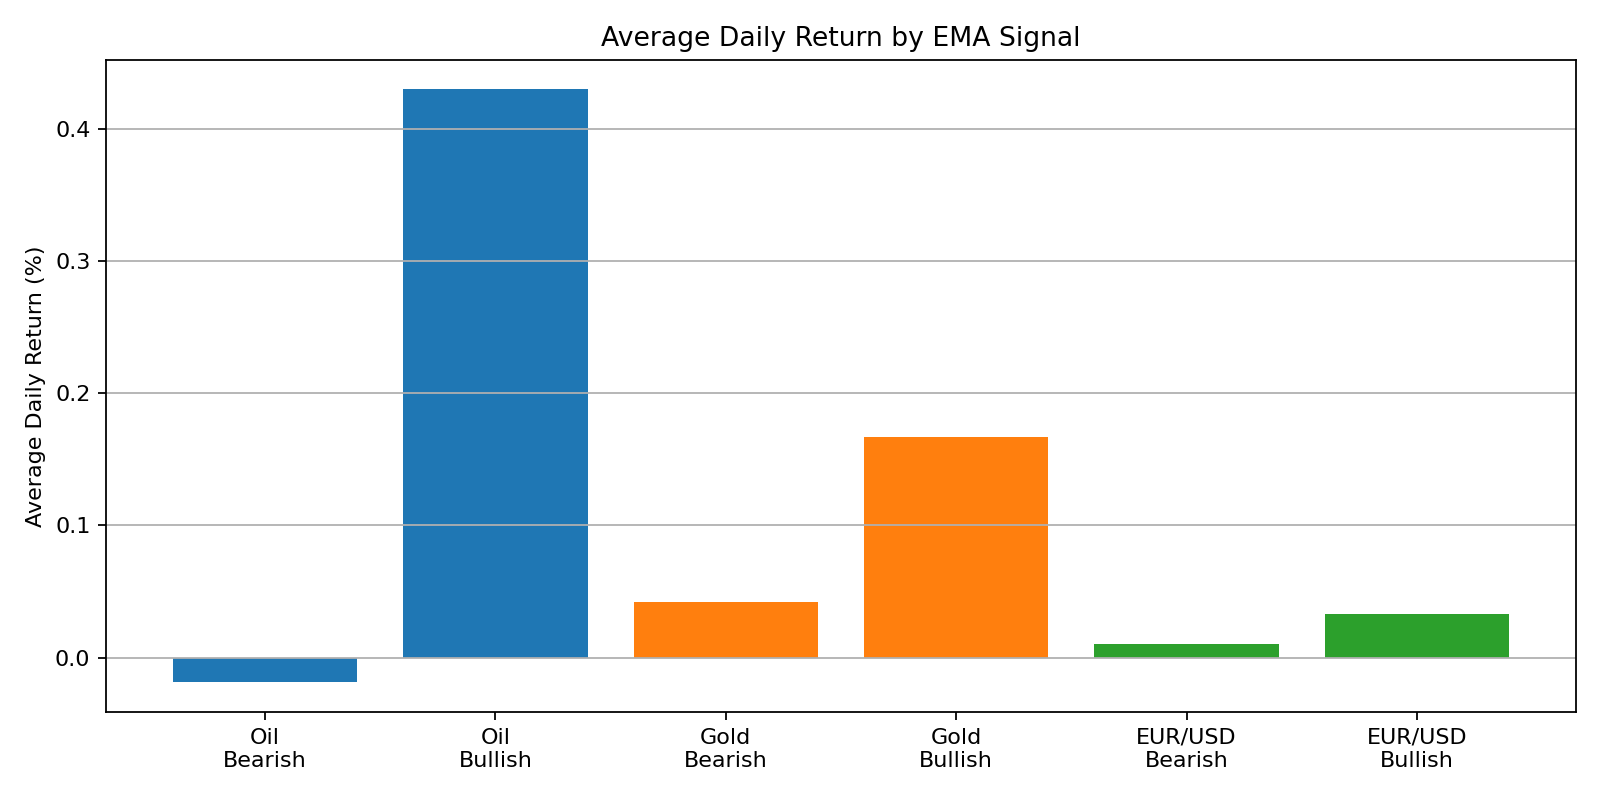 Average Daily Return by EMA Signal
Average Daily Return (%)
0.4
0.3
0.2
0.1
0.0
Oil
Bearish
Oil
Bullish
Gold
Bearish
Gold
Bullish
EUR/USD
Bearish
EUR/USD
Bullish